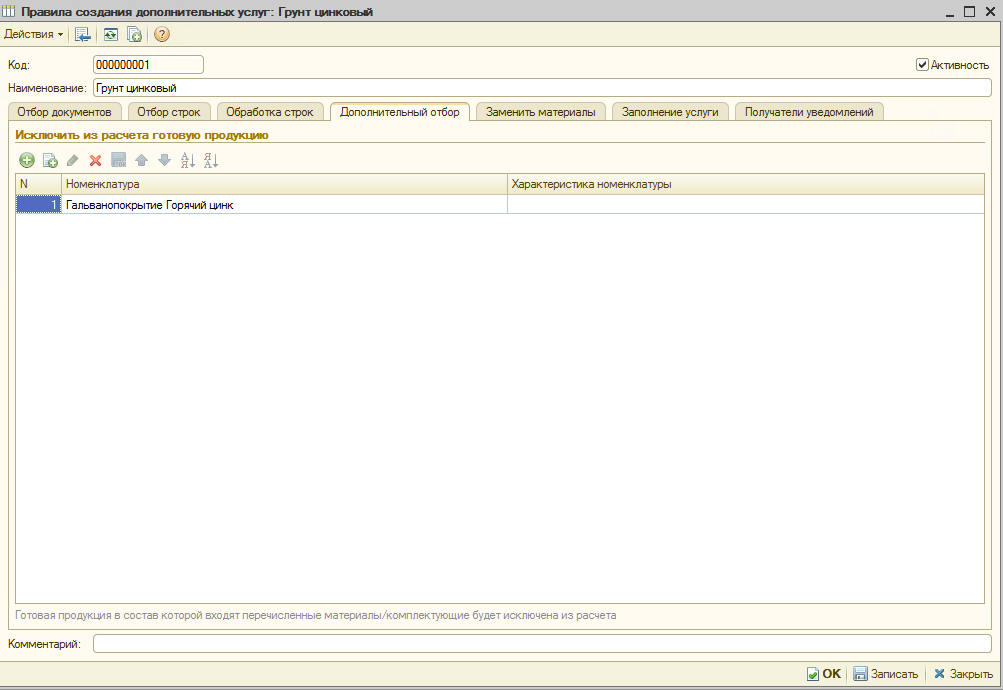 Правила создания дополнительных услуг: Грунт цинковый
Действия
Код: 000000001 Активность
Наименование: Грунт цинковый
Отбор документов Отбор строк Обработка строк Дополнительный отбор Заменить материалы Заполнение услуги Получатели уведомлений
Исключить из расчета готовую продукцию
N Номенклатура Характеристика номенклатуры
1 Гальванопокрытие Горячий цинк
Готовая продукция в состав которой входят перечисленные материалы/комплектующие будет исключена из расчета
Комментарий:
OK Записать Закрыть